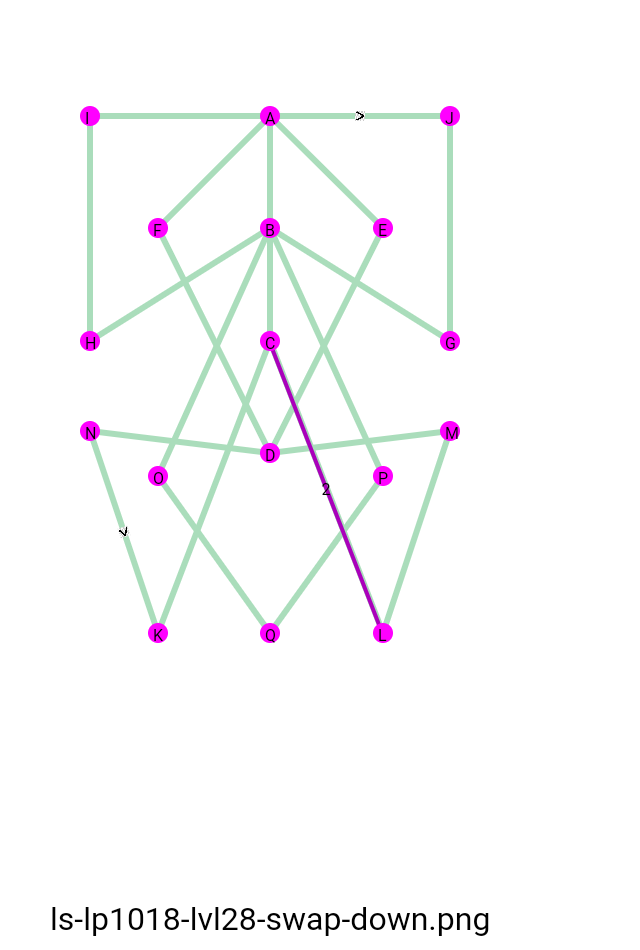 I A > J
F B E
H C G
N D M
O P
2
v
K Q L
ls-lp1018-lvl28-swap-down.png